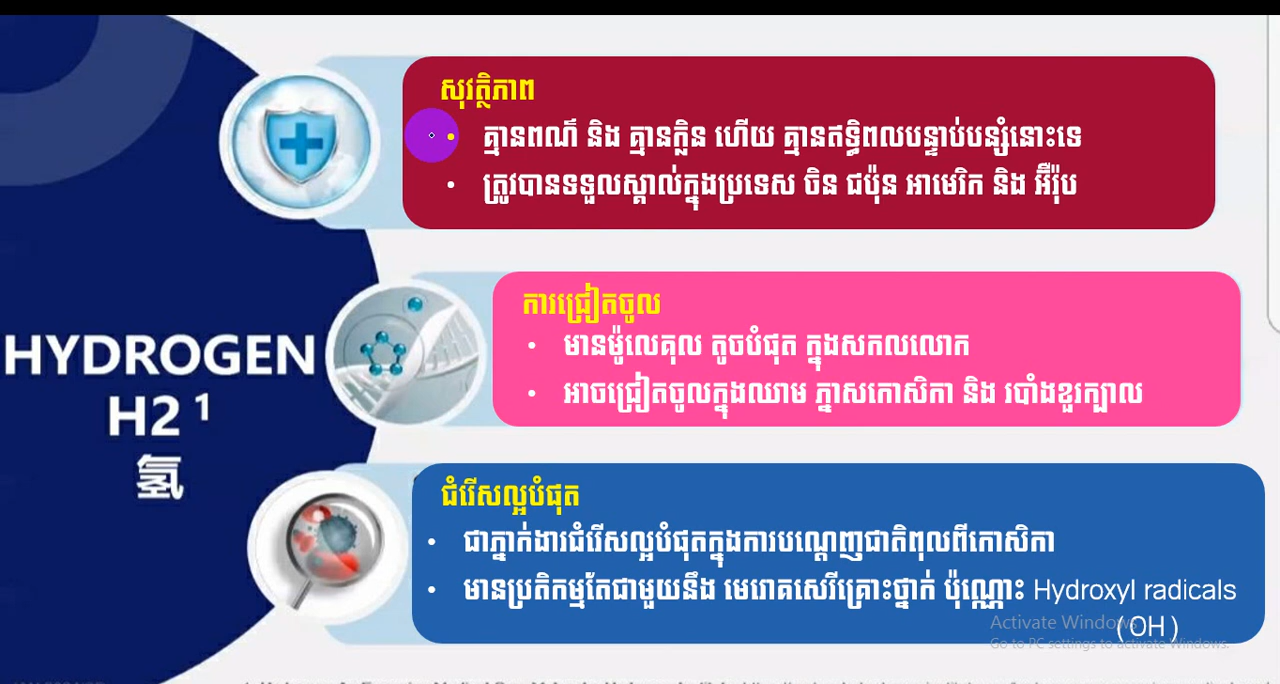 HYDROGEN
H2 1
氢
សុវត្ថិភាព
• គ្មានពណ៌ និង គ្មានក្លិន ហើយ គ្មានឥទ្ធិពលបន្ទាប់បន្សំនោះទេ
• ត្រូវបានទទួលស្គាល់ក្នុងប្រទេស ចិន ជប៉ុន អាមេរិក និង អ៊ឺរ៉ុប
ការជ្រៀតចូល
• មានម៉ូលេគុល តូចបំផុត ក្នុងសកលលោក
• អាចជ្រៀតចូលក្នុងឈាម ភ្នាសកោសិកា និង របាំងខួរក្បាល
ជំរើសល្អបំផុត
• ជាភ្នាក់ងារជំរើសល្អបំផុតក្នុងការបណ្តេញជាតិពុលពីកោសិកា
• មានប្រតិកម្មតែជាមួយនឹង មេរោគសេរីគ្រោះថ្នាក់ ប៉ុណ្ណោះ Hydroxyl radicals
(OH)
Activate Windows
Go to PC settings to activate Windows.